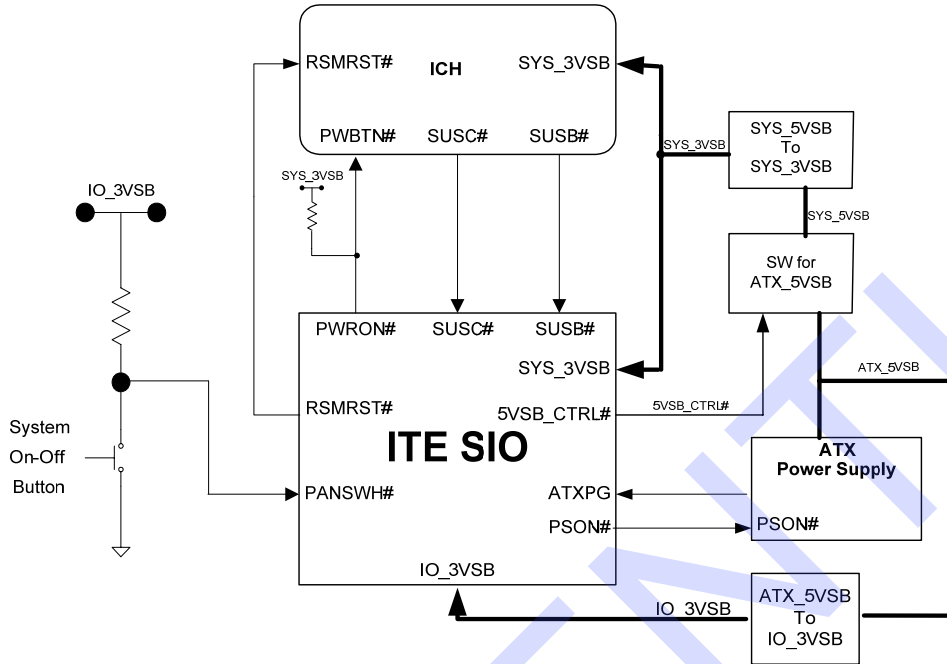 RSMRST#
ICH
SYS_3VSB
PWBTN#
SUSC#
SUSB#
SYS_3VSB
SYS_3VSB
SYS_5VSB
To
SYS_3VSB
IO_3VSB
SYS_5VSB
SW for
ATX_5VSB
PWRON#
SUSC#
SUSB#
SYS_3VSB
ATX_5VSB
RSMRST#
5VSB_CTRL#
5VSB_CTRL#
System
On-Off
Button
ITE SIO
ATX
Power Supply
PANSWH#
ATXPG
PSON#
PSON#
IO_3VSB
IO_3VSB
ATX_5VSB
To
IO_3VSB
ENTI